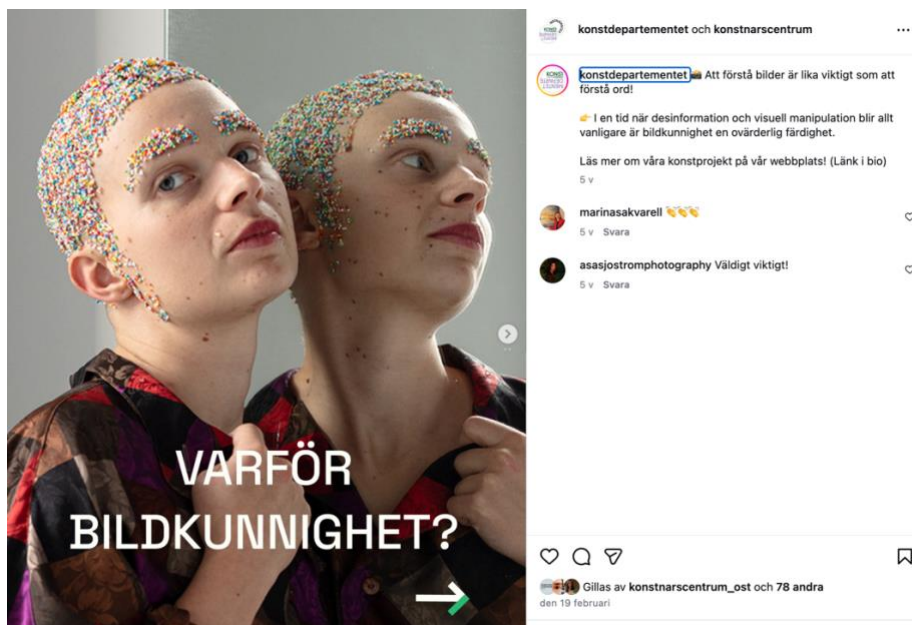 VARFÖR
BILDKUNNIGHET?
konstdepartementet och konstnarscentrum
konstdepartementet 📸 Att förstå bilder är lika viktigt som att
förstå ord!
👉 I en tid när desinformation och visuell manipulation blir allt
vanligare är bildkunnighet en ovärderlig färdighet.
Läs mer om våra konstprojekt på vår webbplats! (Länk i bio)
5 v
marinasakvarell 👏👏👏
5 v Svara
asasjostromphotography Väldigt viktigt!
5 v Svara
Gillas av konstnarscentrum_ost och 78 andra
den 19 februari